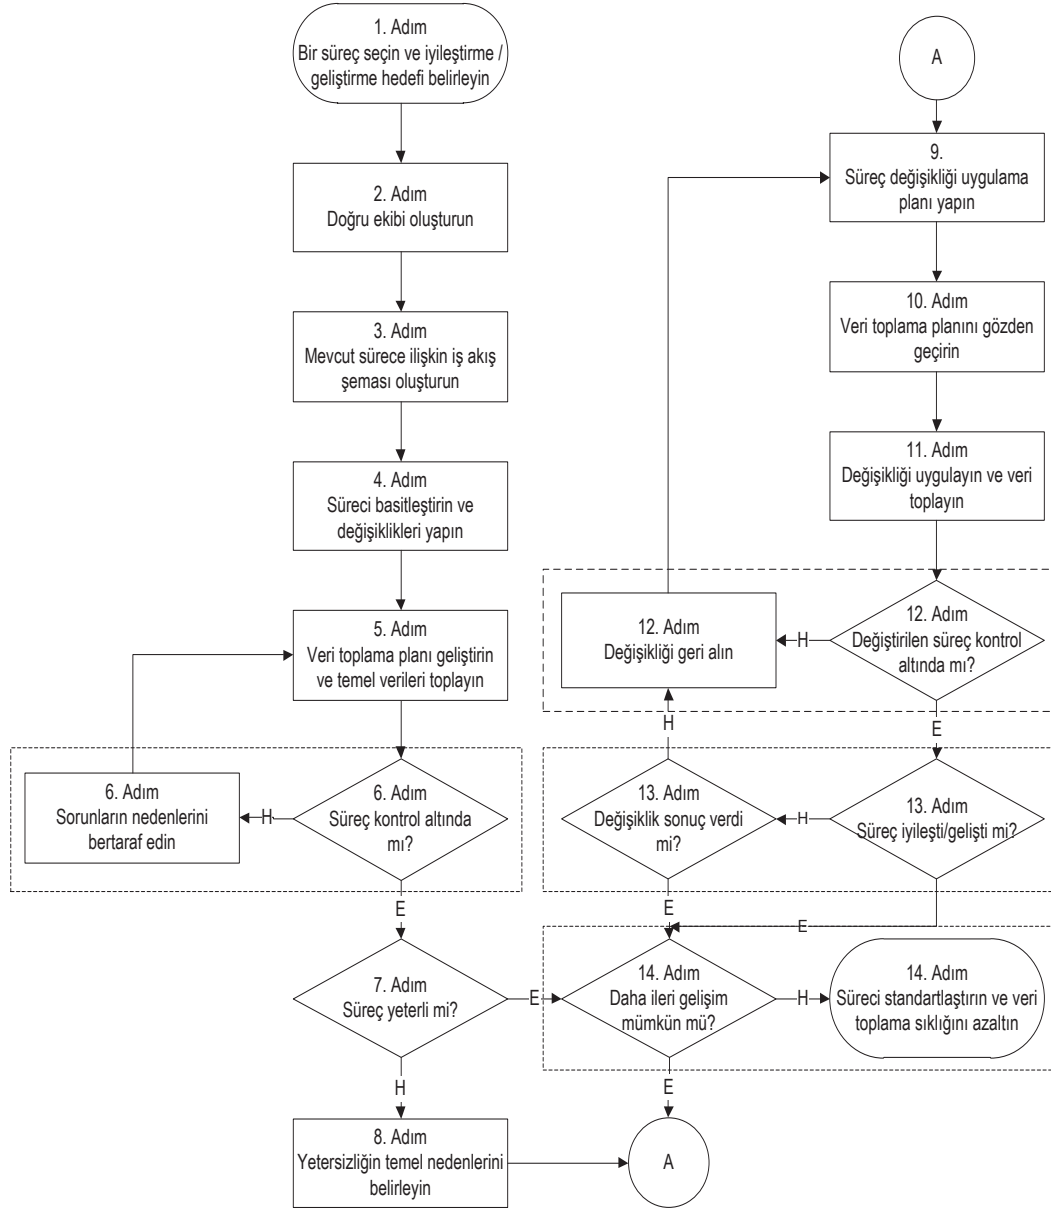 1. Adım
Bir süreç seçin ve iyileştirme /
geliştirme hedefi belirleyin
2. Adım
Doğru ekibi oluşturun
3. Adım
Mevcut sürece ilişkin iş akış
şeması oluşturun
4. Adım
Süreci basitleştirin ve
değişiklikleri yapın
5. Adım
Veri toplama planı geliştirin
ve temel verileri toplayın
6. Adım
Sorunların nedenlerini
bertaraf edin
H
6. Adım
Süreç kontrol altında
mı?
E
7. Adım
Süreç yeterli mi?
E
H
8. Adım
Yetersizliğin temel nedenlerini
belirleyin
A
9.
Süreç değişikliği uygulama
planı yapın
10. Adım
Veri toplama planını gözden
geçirin
11. Adım
Değişikliği uygulayın ve veri
toplayın
12. Adım
Değişikliği geri alın
H
12. Adım
Değiştirilen süreç kontrol
altında mı?
H
E
13. Adım
Değişiklik sonuç verdi
mi?
H
13. Adım
Süreç iyileşti/gelişti mi?
E
E
14. Adım
Daha ileri gelişim
mümkün mü?
H
14. Adım
Süreci standartlaştırın ve veri
toplama sıklığını azaltın
E
A